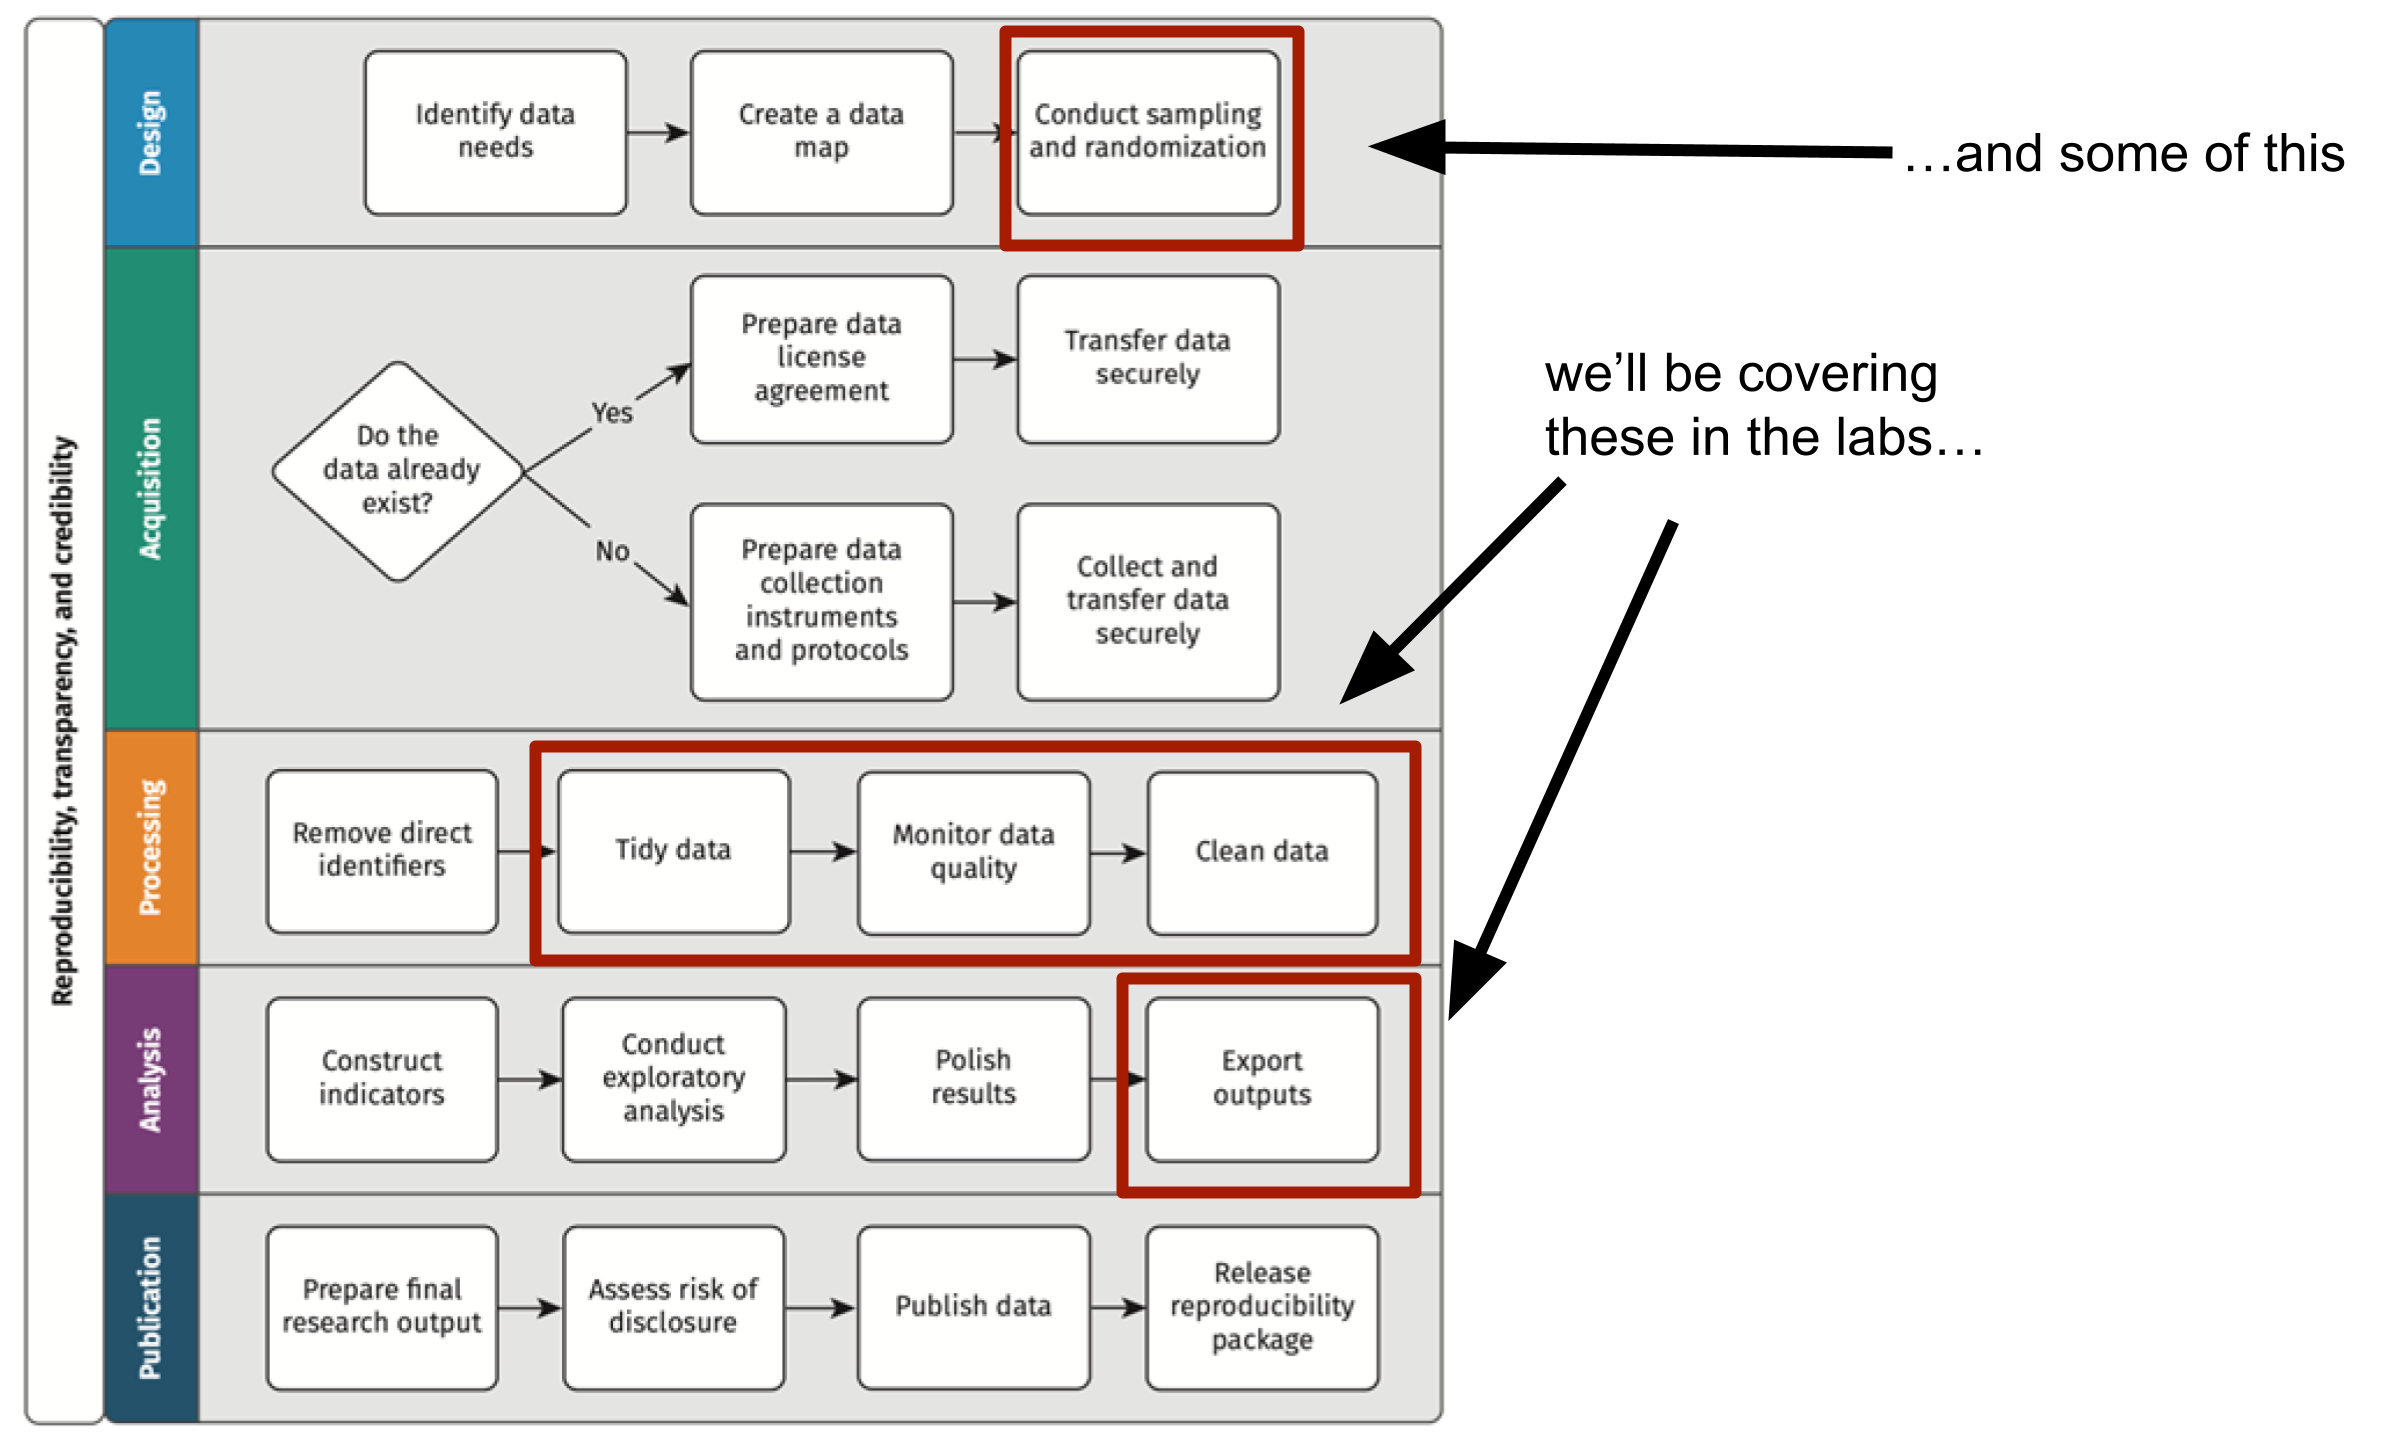 Reproducibility, transparency, and credibility
Design
Identify data
needs
Create a data
map
Conduct sampling
and randomization
…and some of this
Acquisition
Do the
data already
exist?
Yes
No
Prepare data
license
agreement
Transfer data
securely
Prepare data
collection
instruments
and protocols
Collect and
transfer data
securely
we’ll be covering
these in the labs…
Processing
Remove direct
identifiers
Tidy data
Monitor data
quality
Clean data
Analysis
Construct
indicators
Conduct
exploratory
analysis
Polish
results
Export
outputs
Publication
Prepare final
research output
Assess risk of
disclosure
Publish data
Release
reproducibility
package